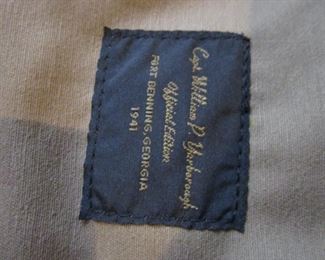 Capt William P. Yarborough
Official Edition
FORT BENNING, GEORGIA
1941